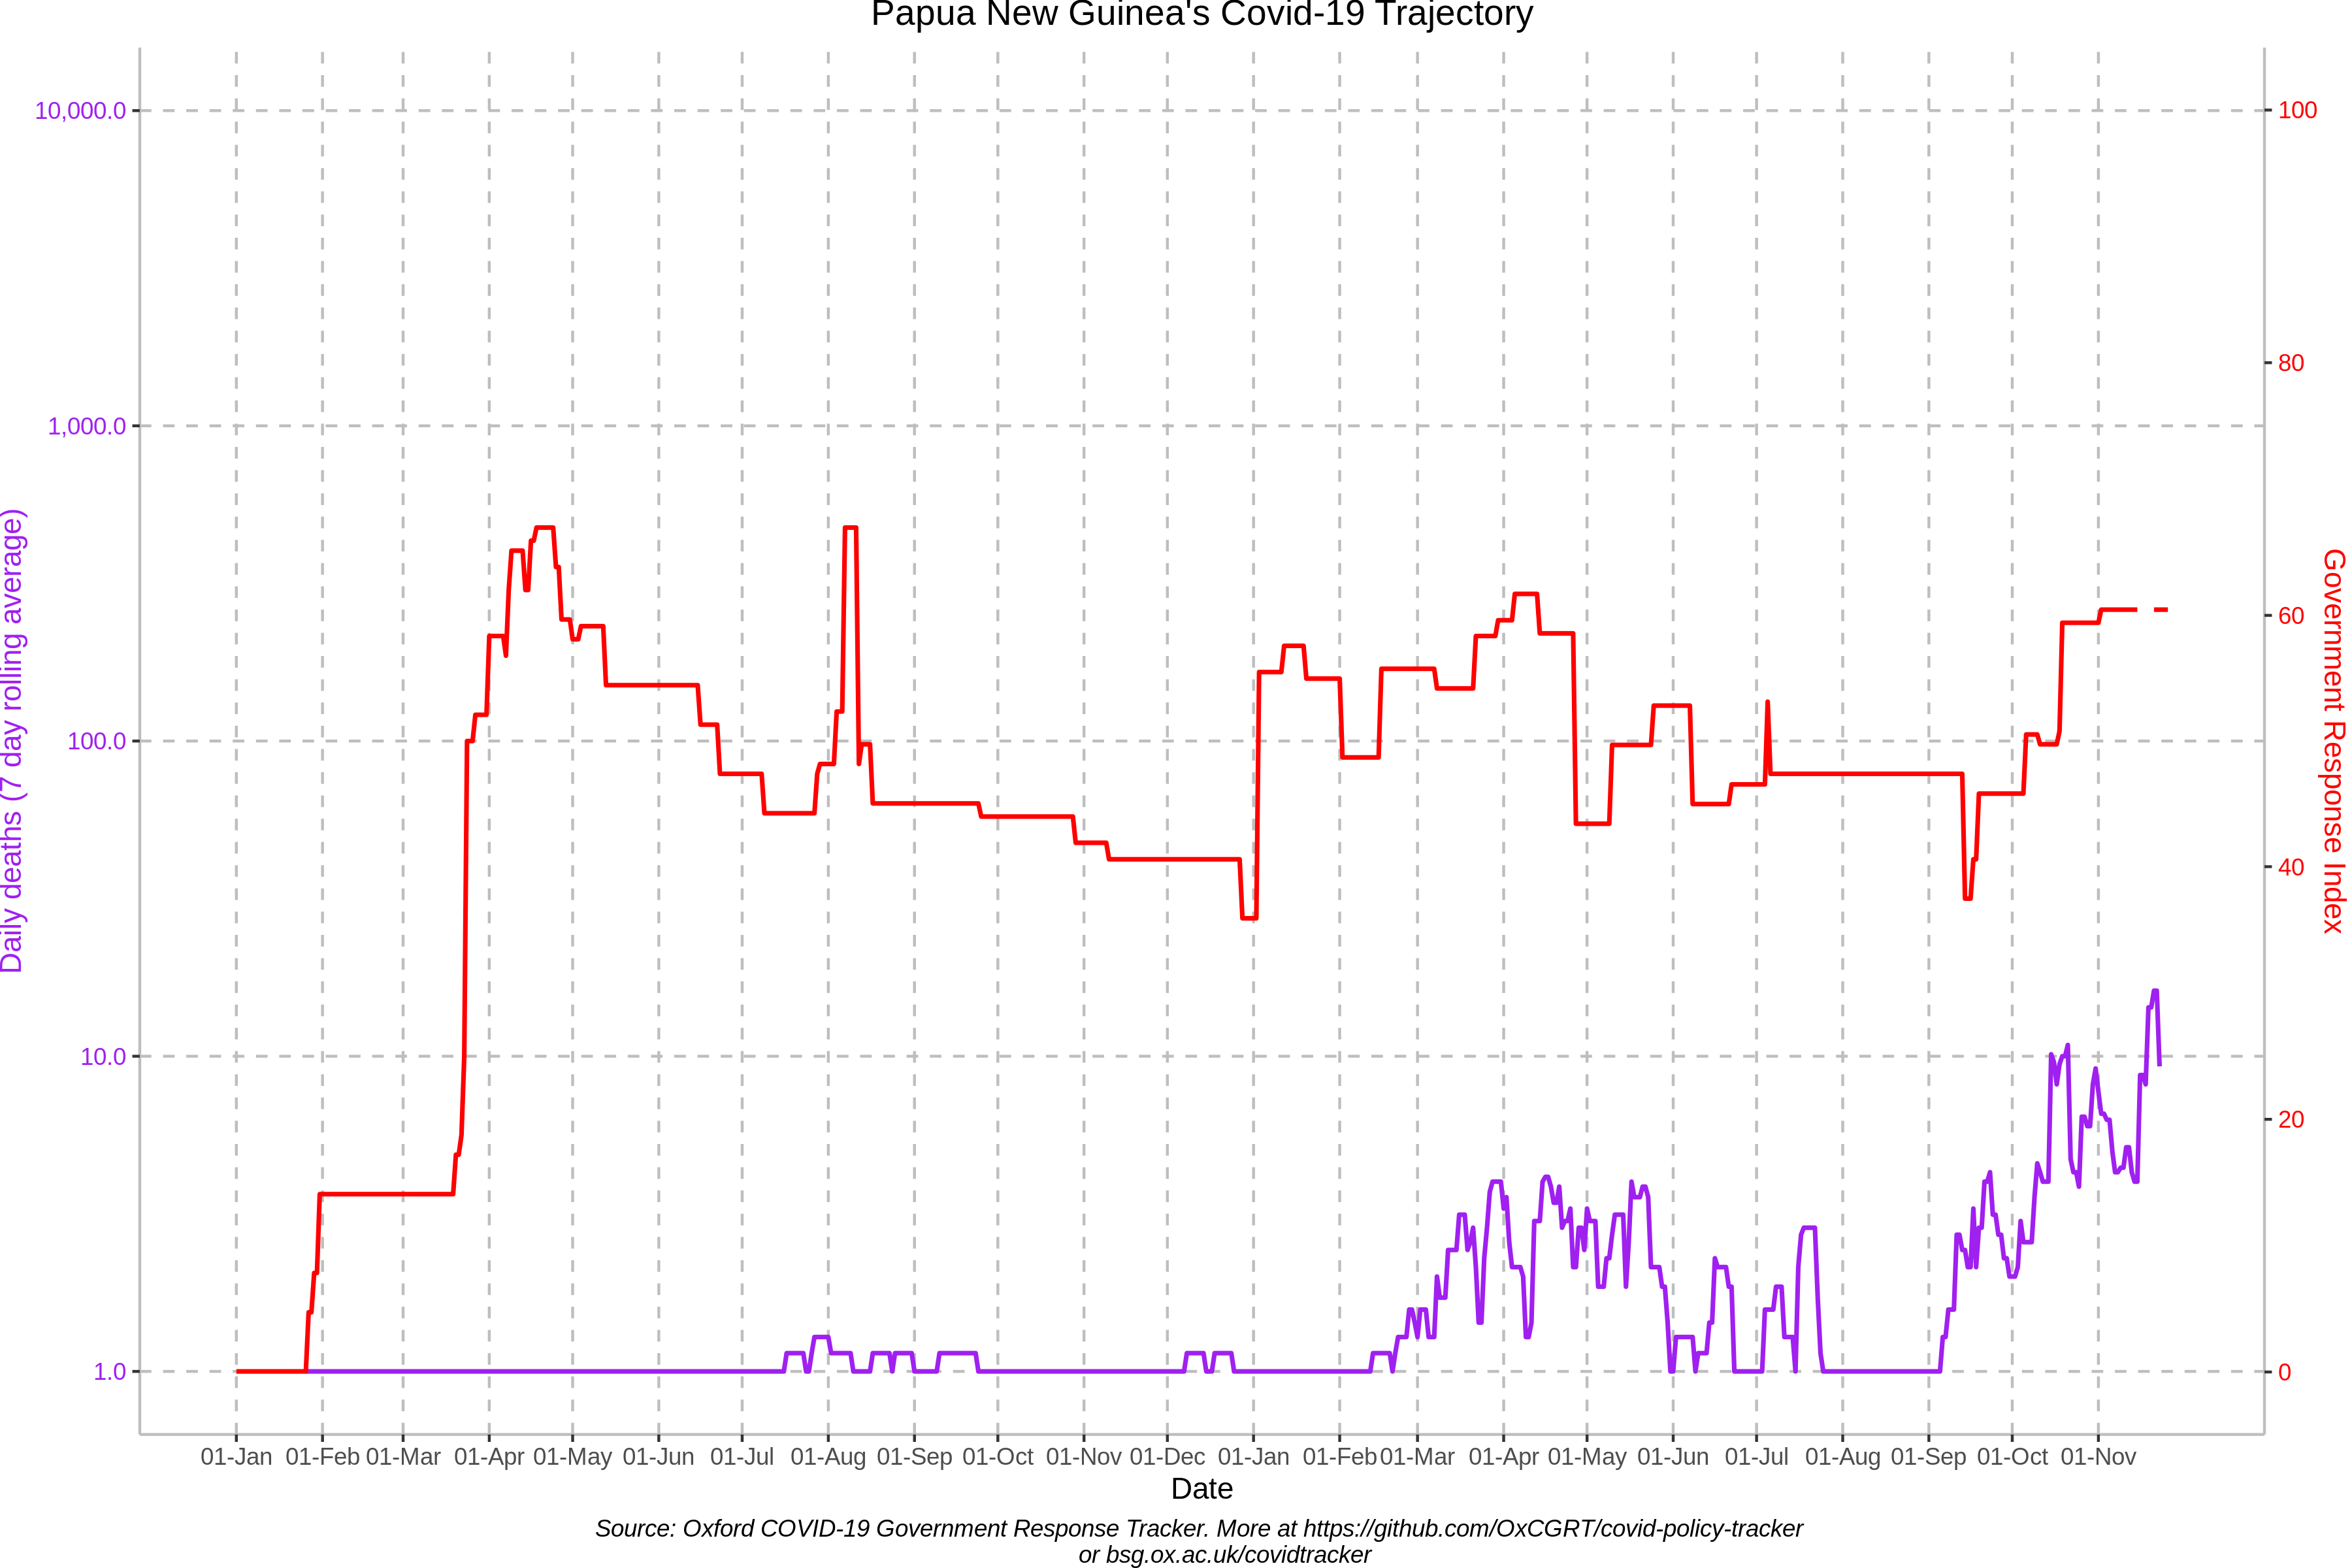 Papua New Guinea's Covid-19 Trajectory
10,000.0
1,000.0
100.0
10.0
1.0
Daily deaths (7 day rolling average)
100
80
60
40
20
0
Government Response Index
01-Jan 01-Feb 01-Mar 01-Apr 01-May 01-Jun 01-Jul 01-Aug 01-Sep 01-Oct 01-Nov 01-Dec 01-Jan 01-Feb 01-Mar 01-Apr 01-May 01-Jun 01-Jul 01-Aug 01-Sep 01-Oct 01-Nov
Date
Source: Oxford COVID-19 Government Response Tracker. More at https://github.com/OxCGRT/covid-policy-tracker
or bsg.ox.ac.uk/covidtracker